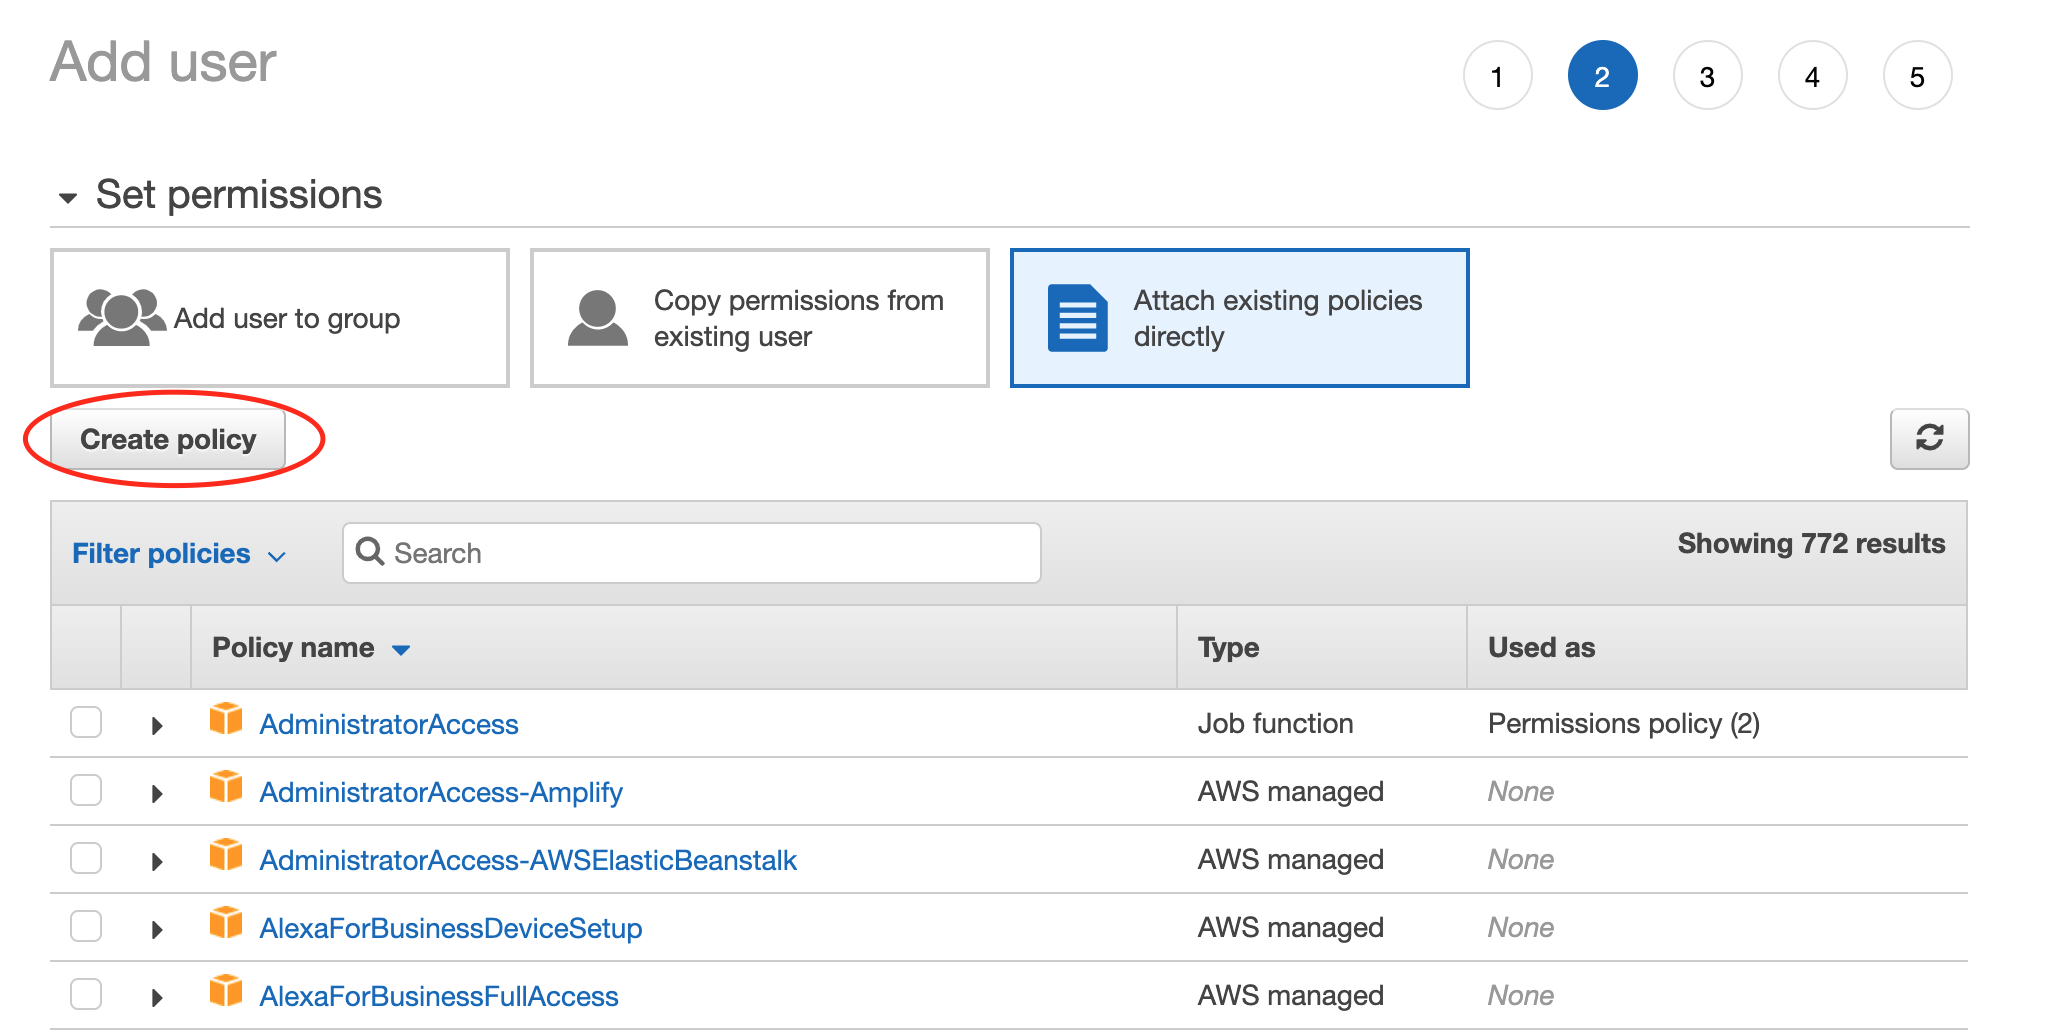 Add user
1 2 3 4 5
Set permissions
Add user to group
Copy permissions from
existing user
Attach existing policies
directly
Create policy
Filter policies
Search
Showing 772 results
Policy name Type Used as
AdministratorAccess Job function Permissions policy (2)
AdministratorAccess-Amplify AWS managed None
AdministratorAccess-AWSElasticBeanstalk AWS managed None
AlexaForBusinessDeviceSetup AWS managed None
AlexaForBusinessFullAccess AWS managed None